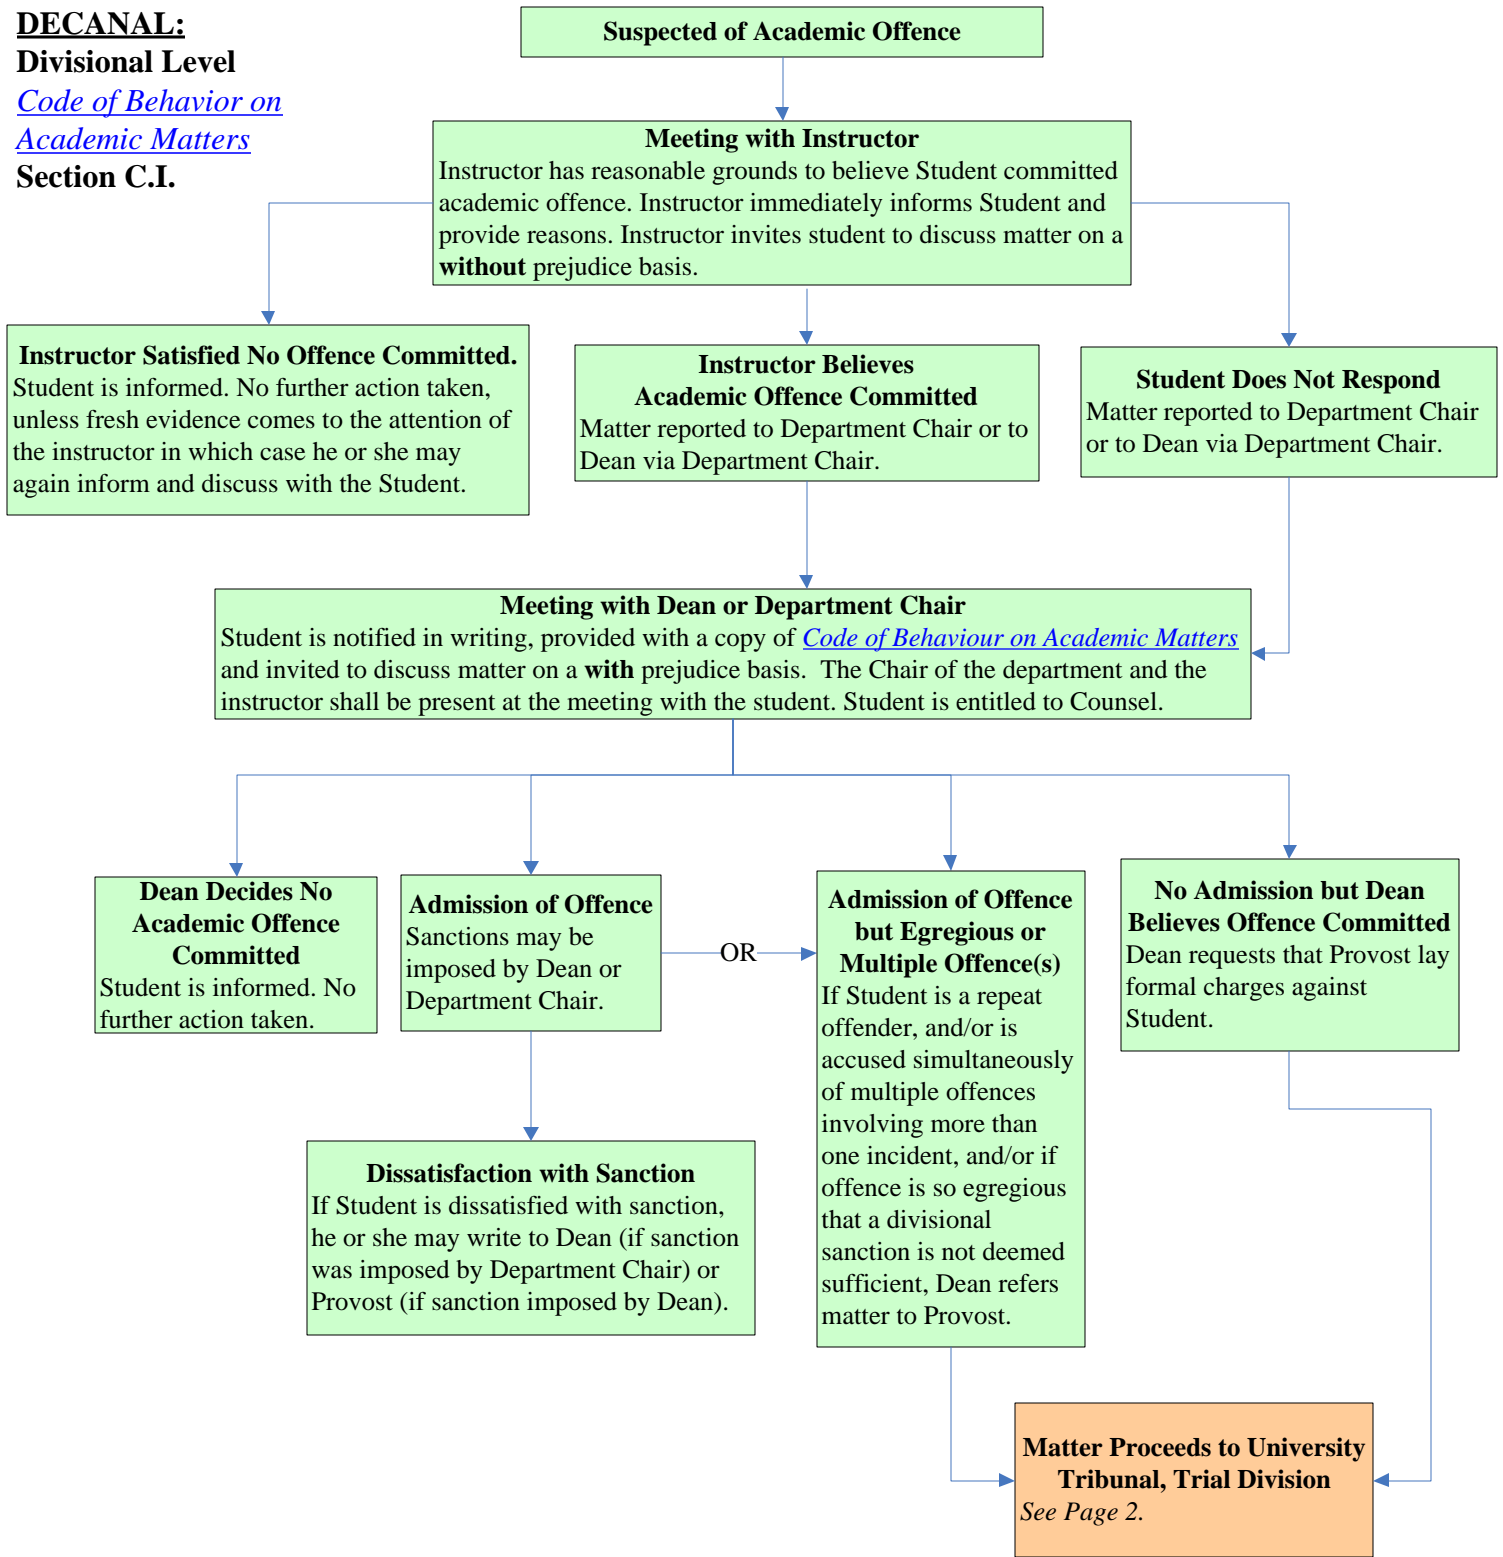 DECANAL:
Divisional Level
Code of Behavior on
Academic Matters
Section C.I.
Suspected of Academic Offence
Meeting with Instructor
Instructor has reasonable grounds to believe Student committed
academic offence. Instructor immediately informs Student and
provide reasons. Instructor invites student to discuss matter on a
without prejudice basis.
Instructor Satisfied No Offence Committed.
Student is informed. No further action taken,
unless fresh evidence comes to the attention of
the instructor in which case he or she may
again inform and discuss with the Student.
Instructor Believes
Academic Offence Committed
Matter reported to Department Chair or to
Dean via Department Chair.
Student Does Not Respond
Matter reported to Department Chair
or to Dean via Department Chair.
Meeting with Dean or Department Chair
Student is notified in writing, provided with a copy of Code of Behaviour on Academic Matters
and invited to discuss matter on a with prejudice basis.  The Chair of the department and the
instructor shall be present at the meeting with the student. Student is entitled to Counsel.
Dean Decides No
Academic Offence
Committed
Student is informed. No
further action taken.
Admission of Offence
Sanctions may be
imposed by Dean or
Department Chair.
OR
Admission of Offence
but Egregious or
Multiple Offence(s)
If Student is a repeat
offender, and/or is
accused simultaneously
of multiple offences
involving more than
one incident, and/or if
offence is so egregious
that a divisional
sanction is not deemed
sufficient, Dean refers
matter to Provost.
No Admission but Dean
Believes Offence Committed
Dean requests that Provost lay
formal charges against
Student.
Dissatisfaction with Sanction
If Student is dissatisfied with sanction,
he or she may write to Dean (if sanction
was imposed by Department Chair) or
Provost (if sanction imposed by Dean).
Matter Proceeds to University
Tribunal, Trial Division
See Page 2.